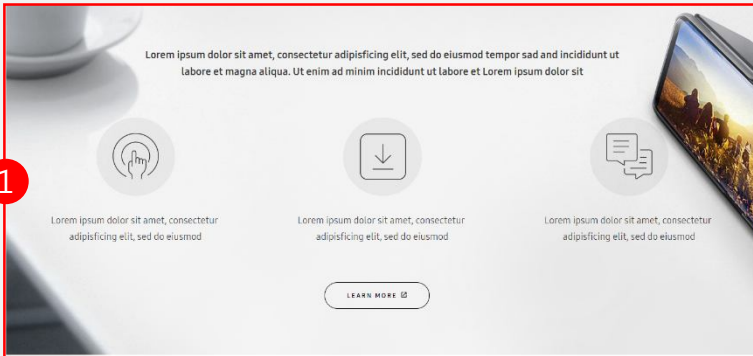 Lorem ipsum dolor sit amet, consectetur adipisficing elit, sed do eiusmod tempor sad and incididunt ut
labore et magna aliqua. Ut enim ad minim incididunt ut labore et Lorem ipsum dolor sit
1
Lorem ipsum dolor sit amet, consectetur
adipisficing elit, sed do eiusmod
Lorem ipsum dolor sit amet, consectetur
adipisficing elit, sed do eiusmod
Lorem ipsum dolor sit amet, consectetur
adipisficing elit, sed do eiusmod
LEARN MORE